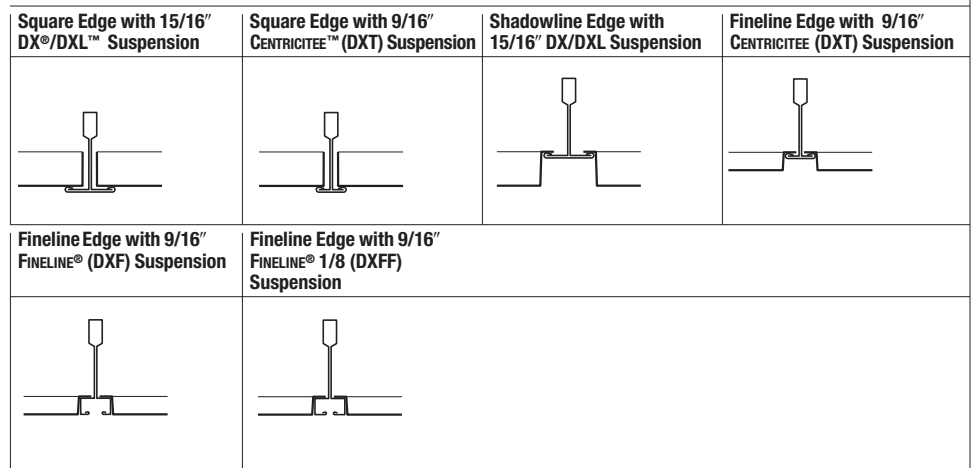 Square Edge with 15/16″
DX®/DXL™ Suspension
Square Edge with 9/16″
CENTRICITEE™ (DXT) Suspension
Shadowline Edge with
15/16″ DX/DXL Suspension
Fineline Edge with 9/16″
CENTRICITEE (DXT) Suspension
Fineline Edge with 9/16″
FINELINE® (DXF) Suspension
Fineline Edge with 9/16″
FINELINE® 1/8 (DXFF)
Suspension